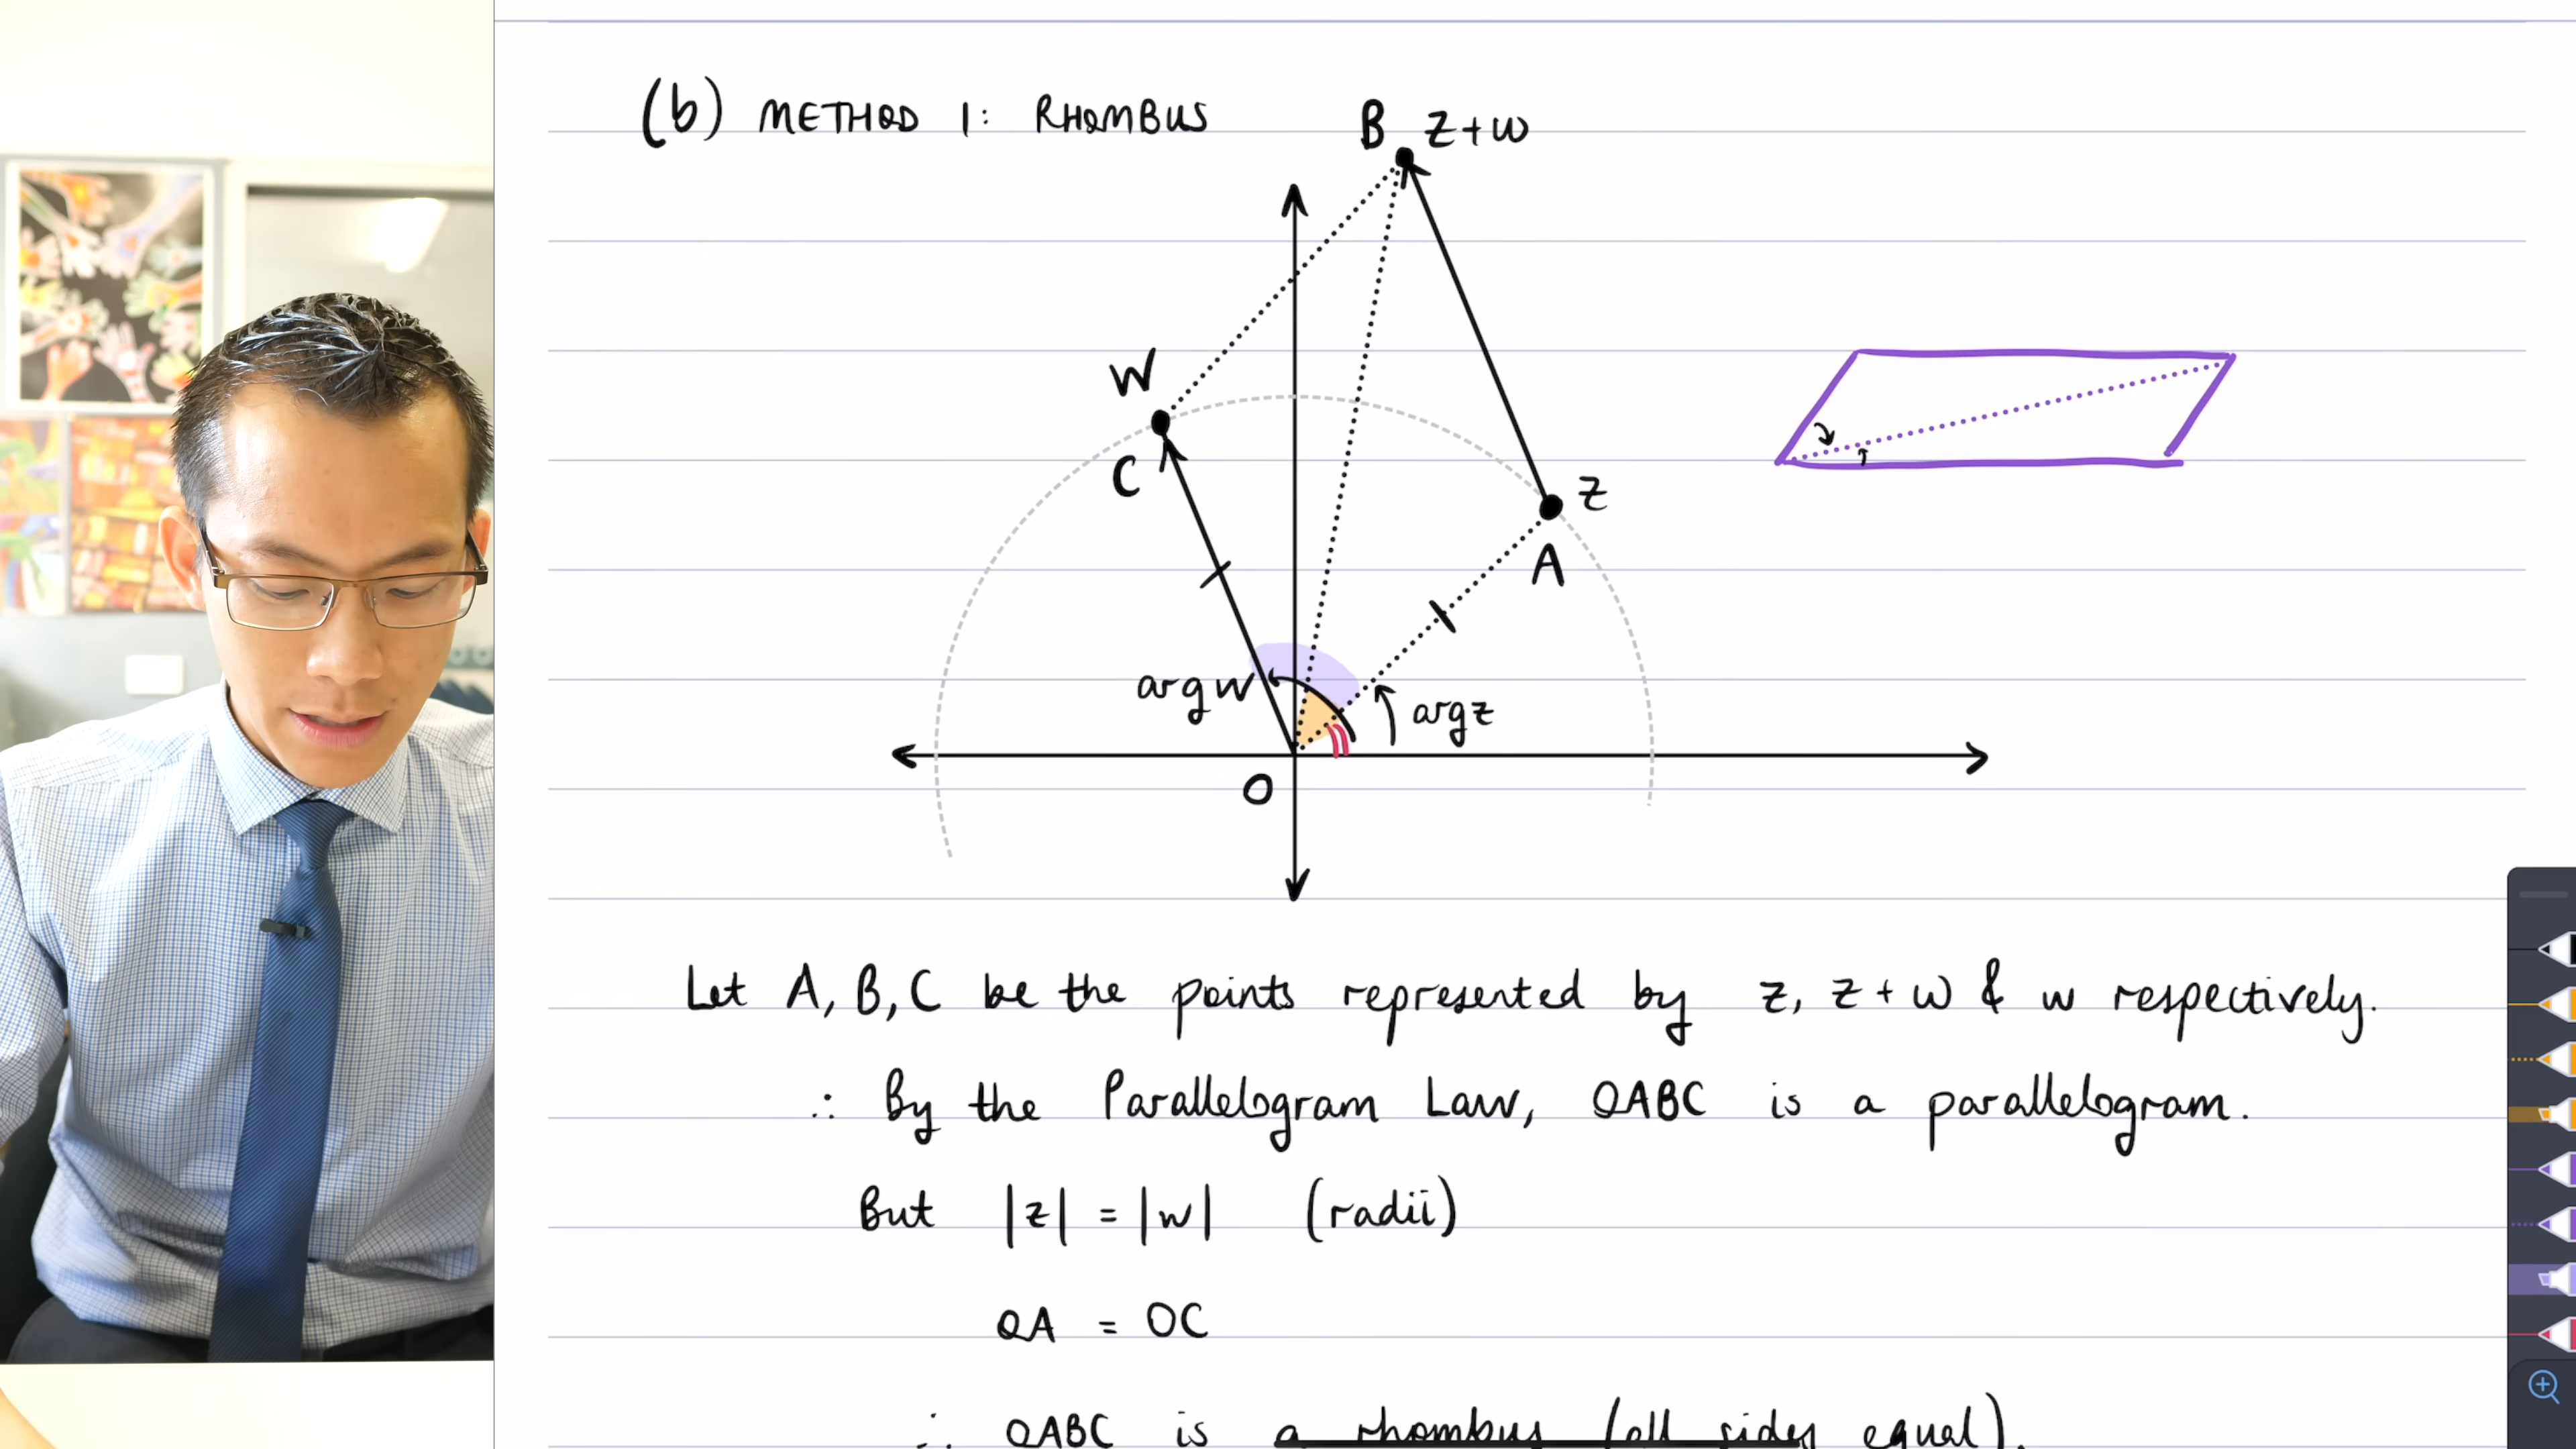 (b) METHOD 1: RHOMBUS
B z+w
w
C
z
A
arg w
arg z
O
Let A, B, C be the points represented by z, z+w & w respectively.
∴ By the Parallelogram Law, OABC is a parallelogram.
But |z| = |w| (radii)
OA = OC
∴ OABC is a rhombus (all sides equal).